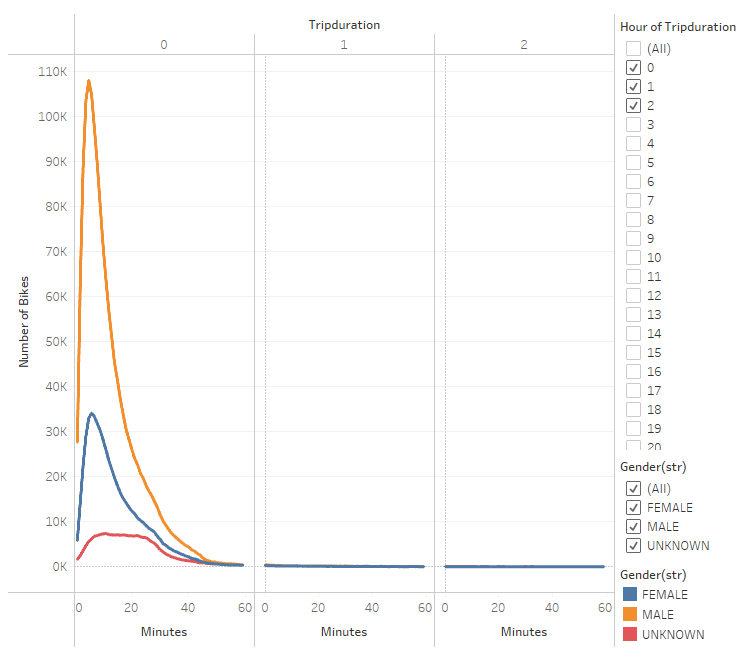 Tripduration
0 1 2
110K
100K
90K
80K
70K
60K
50K
40K
30K
20K
10K
0K
Number of Bikes
0 20 40 60 0 20 40 60 0 20 40 60
Minutes Minutes Minutes
Hour of Tripduration
(All)
0
1
2
3
4
5
6
7
8
9
10
11
12
13
14
15
16
17
18
19
20
Gender(str)
(All)
FEMALE
MALE
UNKNOWN
Gender(str)
FEMALE
MALE
UNKNOWN